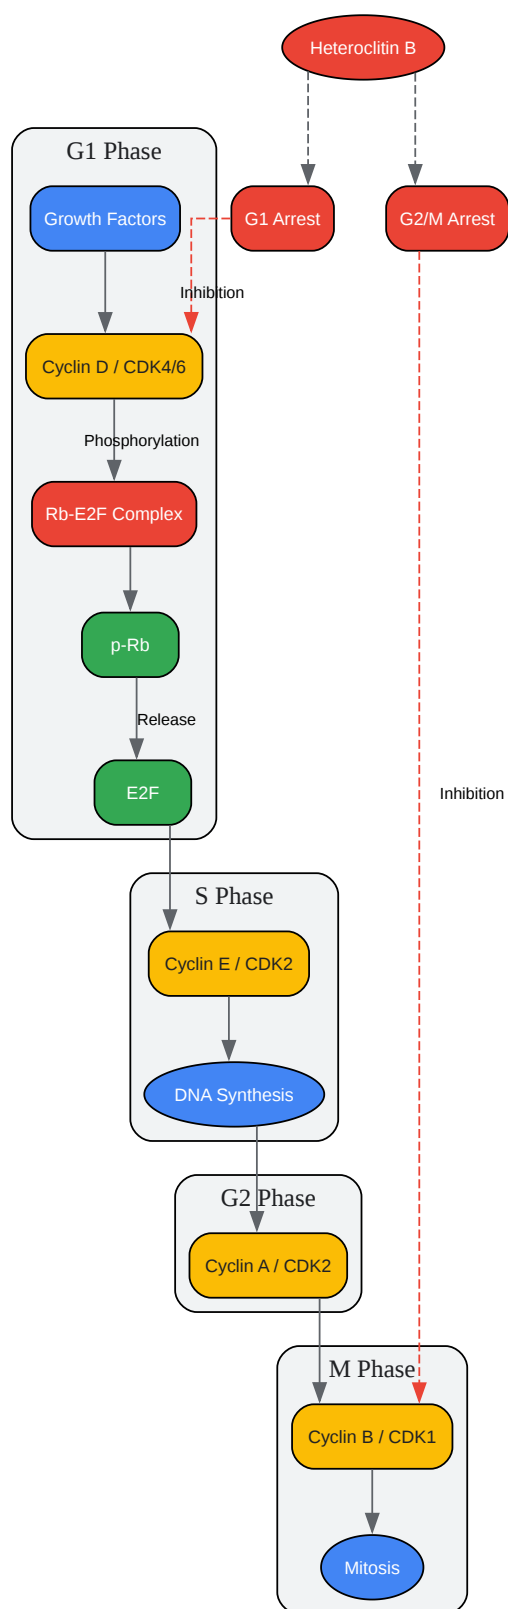 Heteroclitin B
G1 Phase
Growth Factors
G1 Arrest
G2/M Arrest
Inhibition
Cyclin D / CDK4/6
Phosphorylation
Rb-E2F Complex
p-Rb
Release
E2F
Inhibition
S Phase
Cyclin E / CDK2
DNA Synthesis
G2 Phase
Cyclin A / CDK2
M Phase
Cyclin B / CDK1
Mitosis